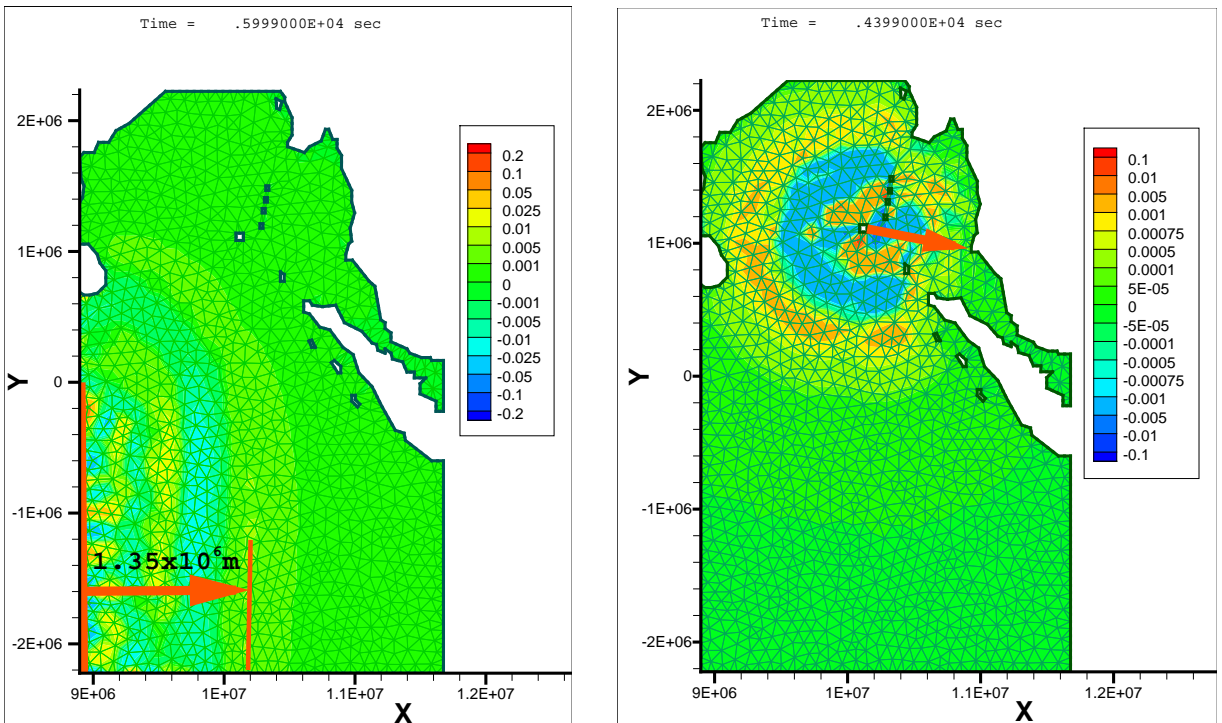 Time = .5999000E+04 sec
2E+06
1E+06
0
-1E+06
-2E+06
Y
9E+06 1E+07 1.1E+07 1.2E+07
X
1.35x10^6m
0.2
0.1
0.05
0.025
0.01
0.005
0.001
0
-0.001
-0.005
-0.01
-0.025
-0.05
-0.1
-0.2
Time = .4399000E+04 sec
2E+06
1E+06
0
-1E+06
-2E+06
Y
9E+06 1E+07 1.1E+07 1.2E+07
X
0.1
0.01
0.005
0.001
0.00075
0.0001
5E-05
0
-5E-05
-0.0001
-0.0005
-0.00075
-0.001
-0.005
-0.01
-0.1